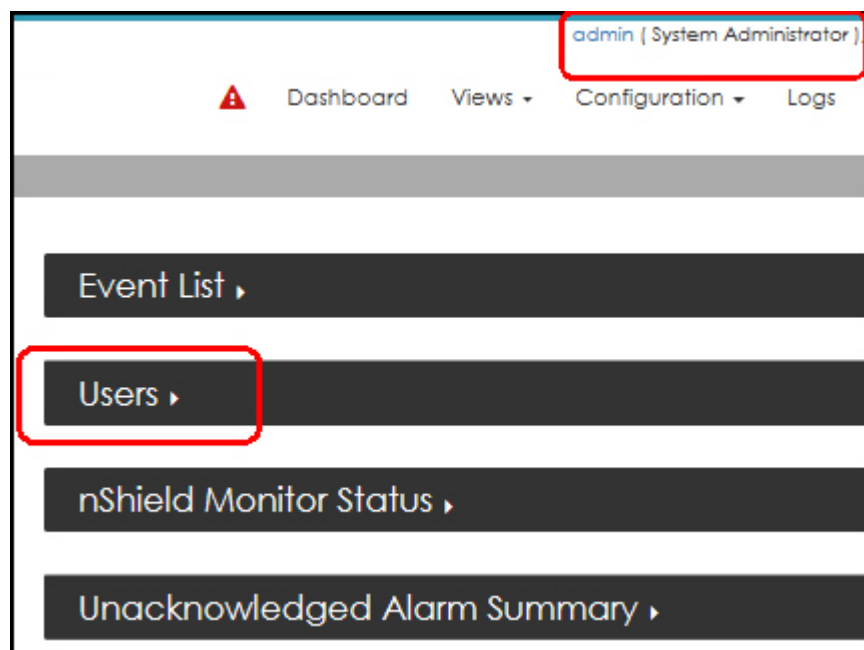 admin ( System Administrator )
Dashboard Views Configuration Logs
Event List
Users
nShield Monitor Status
Unacknowledged Alarm Summary